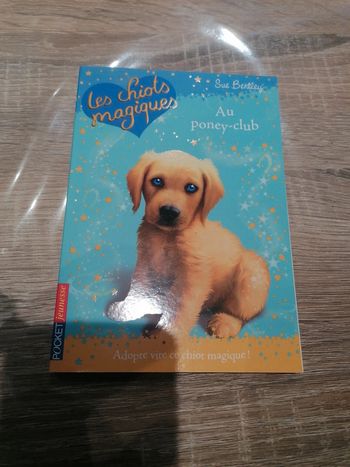 Les chiots
magiques
Sue Bentley
Au
poney-club
POCKET jeunesse
Adopte vite ce chiot magique !